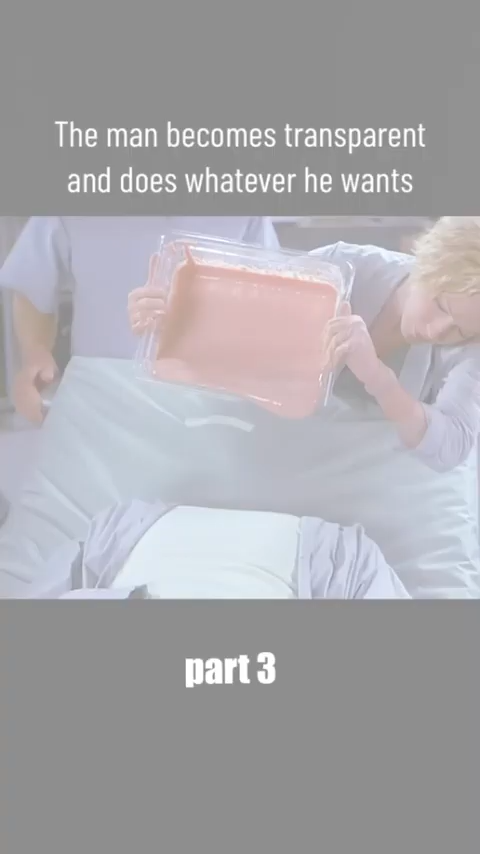 The man becomes transparent
and does whatever he wants
part 3